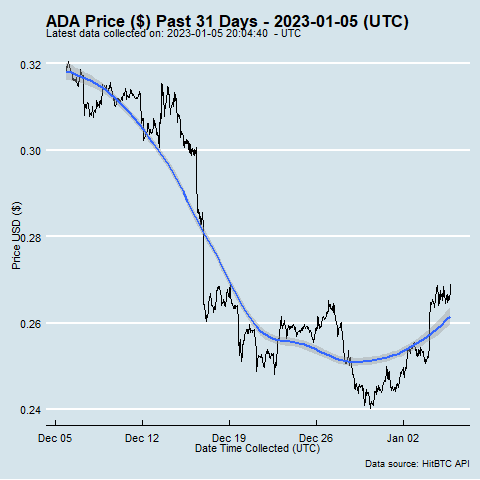 ADA Price ($) Past 31 Days - 2023-01-05 (UTC)
Latest data collected on: 2023-01-05 20:04:40 - UTC
0.32
0.30
0.28
0.26
0.24
Price USD ($)
Dec 05 Dec 12 Dec 19 Dec 26 Jan 02
Date Time Collected (UTC)
Data source: HitBTC API